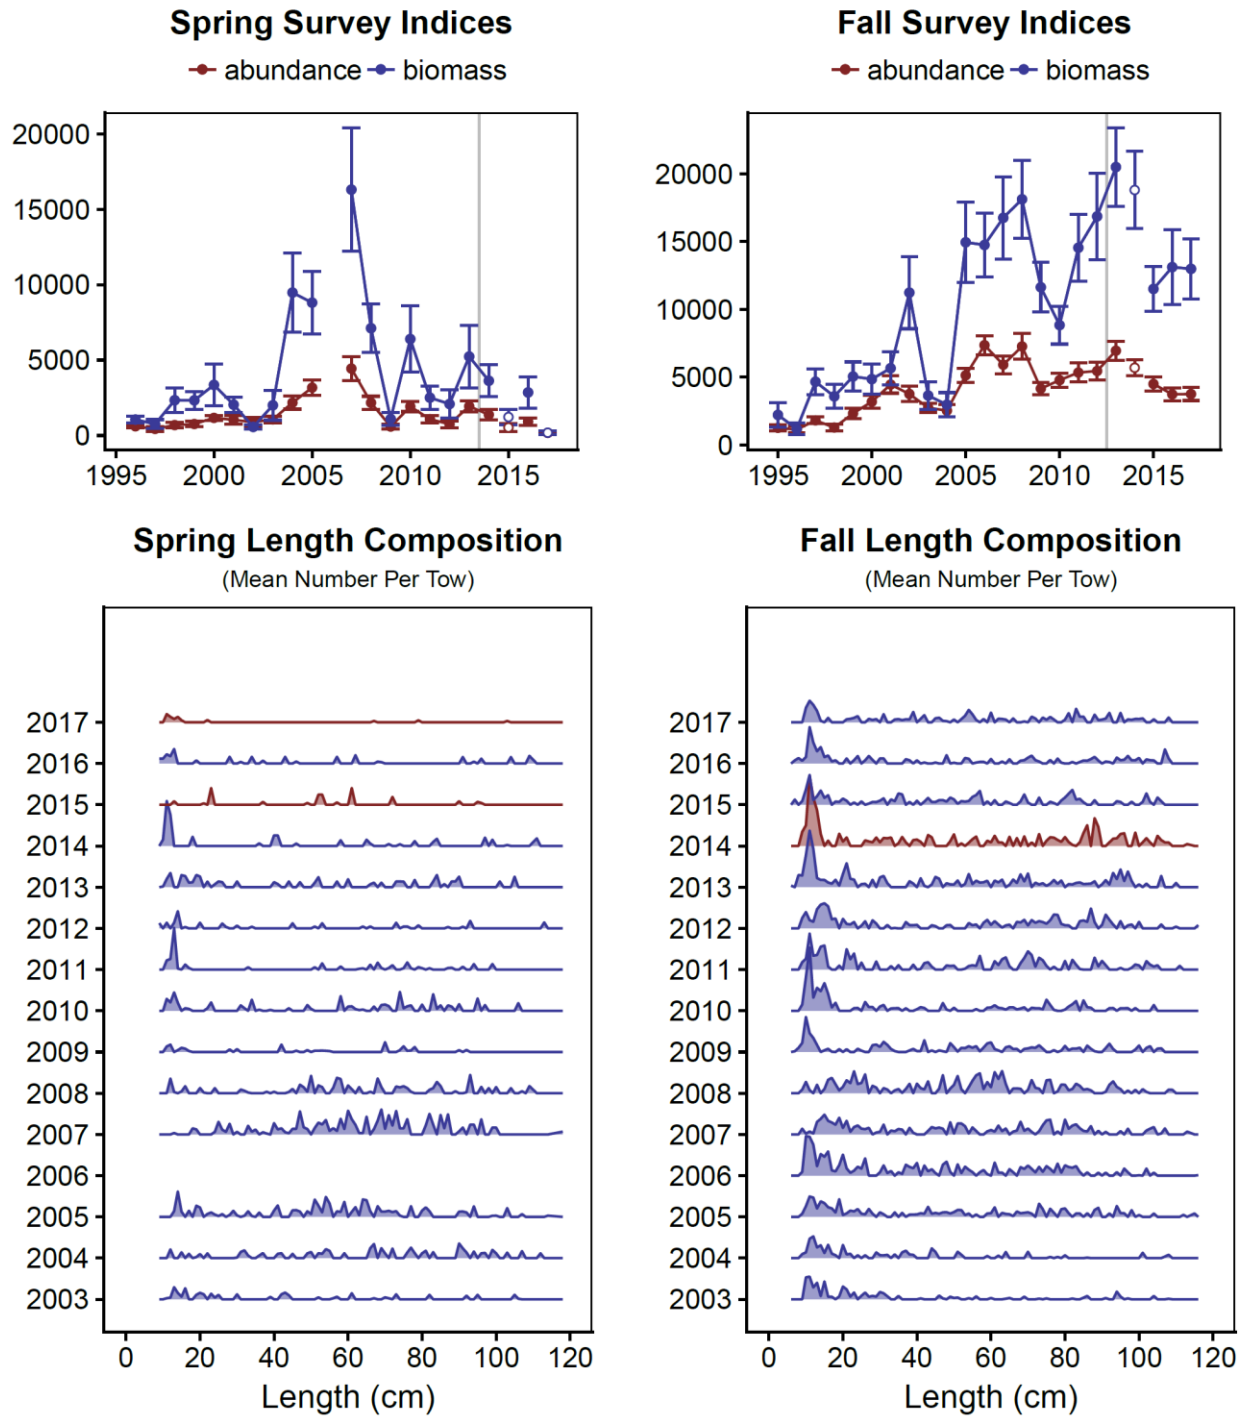 Spring Survey Indices
abundance biomass
20000
15000
10000
5000
0
1995 2000 2005 2010 2015
Fall Survey Indices
abundance biomass
20000
15000
10000
5000
0
1995 2000 2005 2010 2015
Spring Length Composition
(Mean Number Per Tow)
2017
2016
2015
2014
2013
2012
2011
2010
2009
2008
2007
2006
2005
2004
2003
0 20 40 60 80 100 120
Length (cm)
Fall Length Composition
(Mean Number Per Tow)
2017
2016
2015
2014
2013
2012
2011
2010
2009
2008
2007
2006
2005
2004
2003
0 20 40 60 80 100 120
Length (cm)